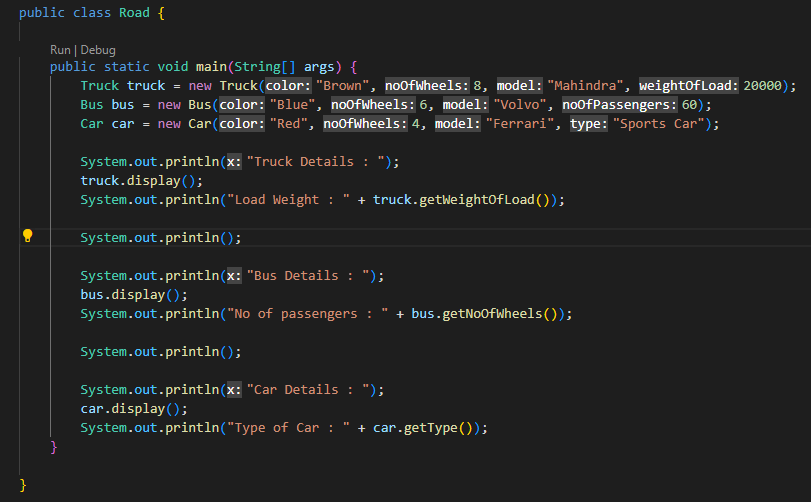 public class Road {
Run | Debug
public static void main(String[] args) {
Truck truck = new Truck(color: "Brown", noOfWheels: 8, model: "Mahindra", weightOfLoad: 20000);
Bus bus = new Bus(color: "Blue", noOfWheels: 6, model: "Volvo", noOfPassengers: 60);
Car car = new Car(color: "Red", noOfWheels: 4, model: "Ferrari", type: "Sports Car");
System.out.println(x: "Truck Details : ");
truck.display();
System.out.println("Load Weight : " + truck.getWeightOfLoad());
System.out.println();
System.out.println(x: "Bus Details : ");
bus.display();
System.out.println("No of passengers : " + bus.getNoOfWheels());
System.out.println();
System.out.println(x: "Car Details : ");
car.display();
System.out.println("Type of Car : " + car.getType());
}
}